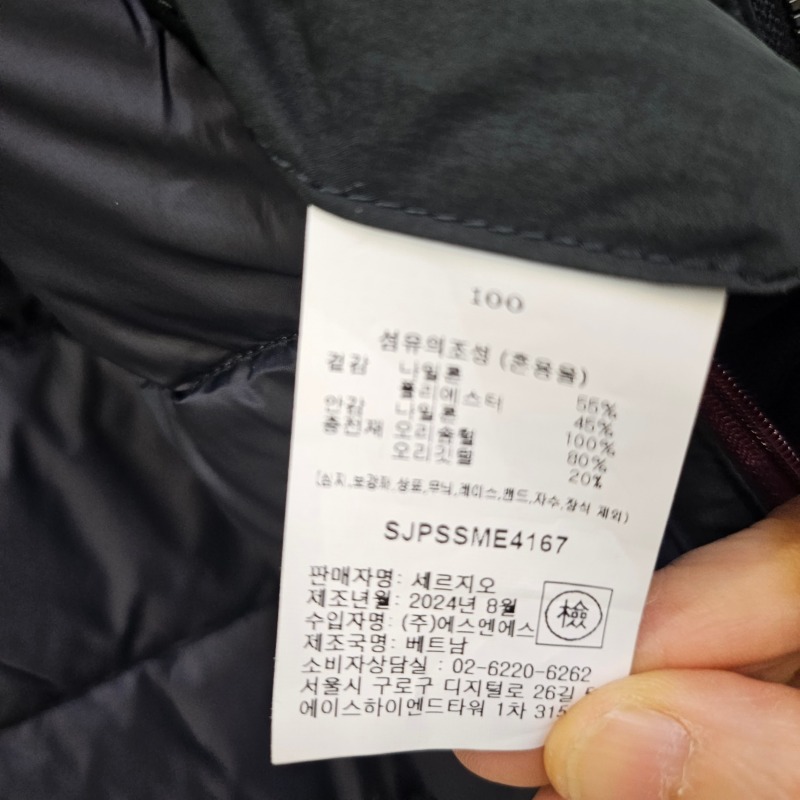 100
섬유의조성 (혼용율)
겉감 나일론 55%
폴리에스타 45%
안감 나일론 100%
충전재 오리솜털 80%
오리깃털 20%
(심지,보강좌,상표,무늬,레이스,밴드,자수,장식 제외)
SJPSSME4167
판매자명: 세르지오
제조년월: 2024년 8월
수입자명: (주)에스엔에스
檢
제조국명: 베트남
소비자상담실 : 02-6220-6262
서울시 구로구 디지털로 26길
에이스하이엔드타워 1차 315